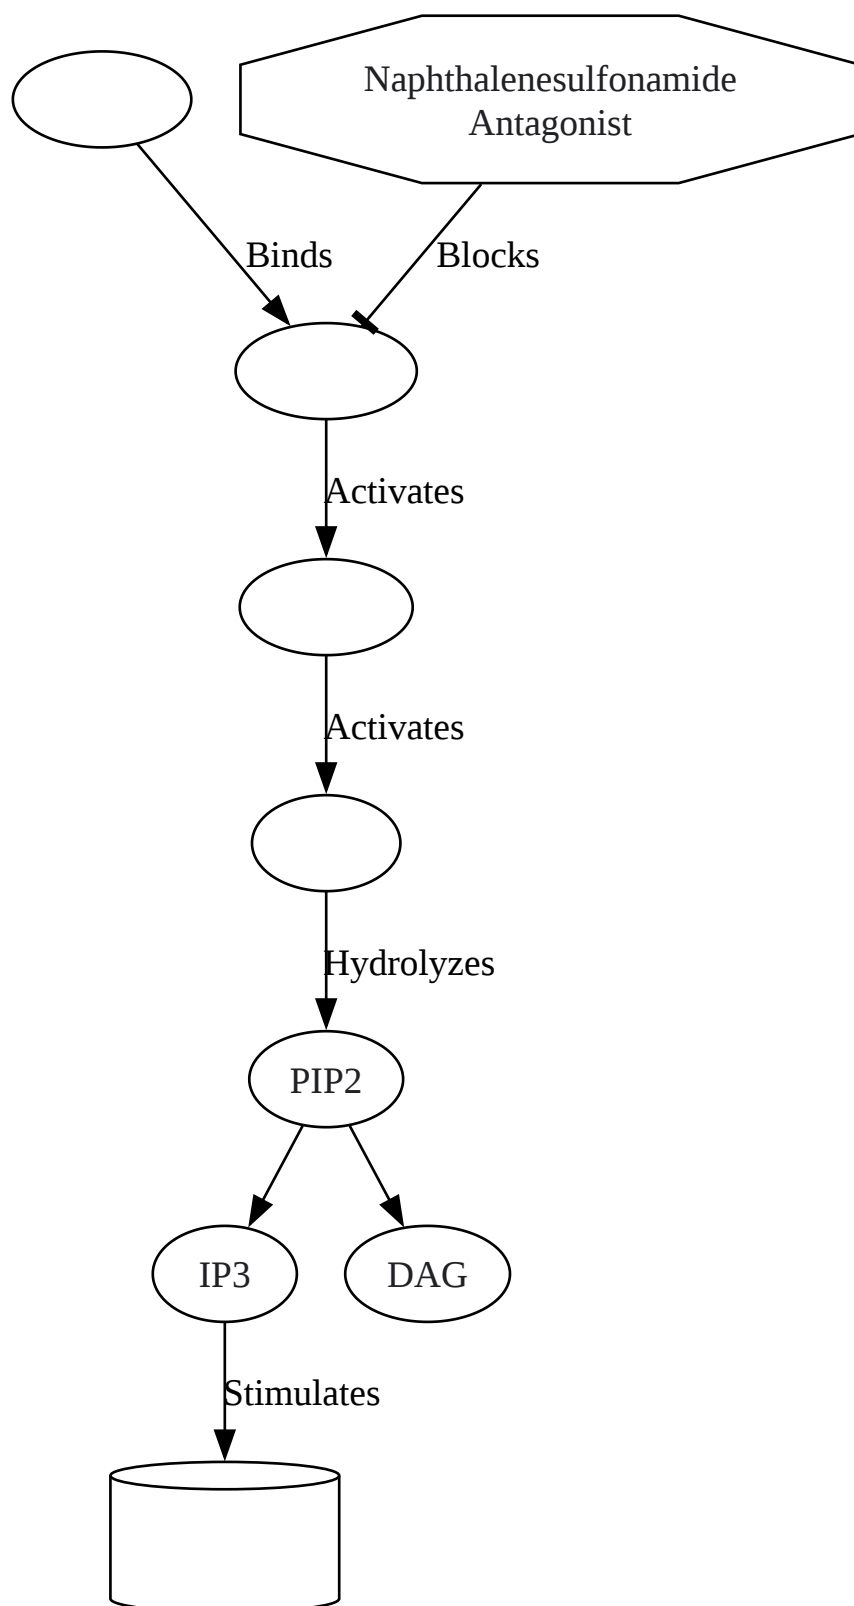 Naphthalenesulfonamide
Antagonist
Binds
Blocks
Activates
Activates
Hydrolyzes
PIP2
IP3
DAG
Stimulates